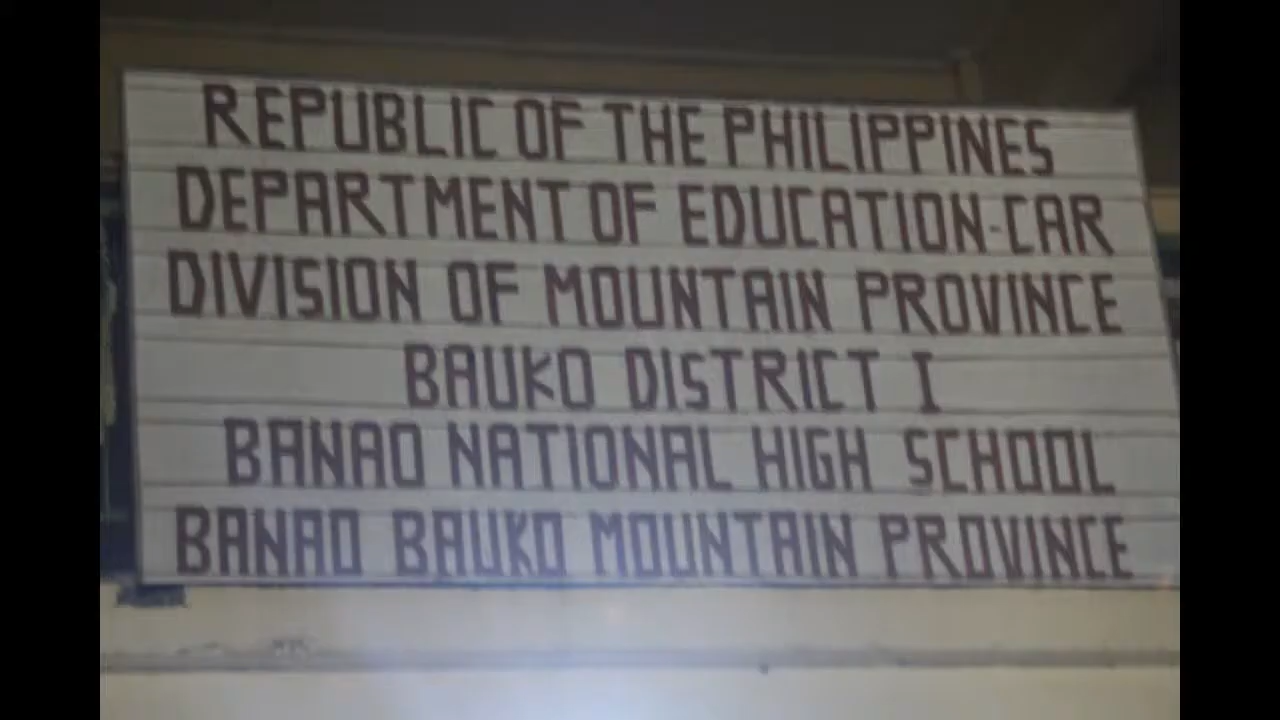 REPUBLIC OF THE PHILIPPINES
DEPARTMENT OF EDUCATION-CAR
DIVISION OF MOUNTAIN PROVINCE
BAUKO DISTRICT I
BANAO NATIONAL HIGH SCHOOL
BANAO BAUKO MOUNTAIN PROVINCE